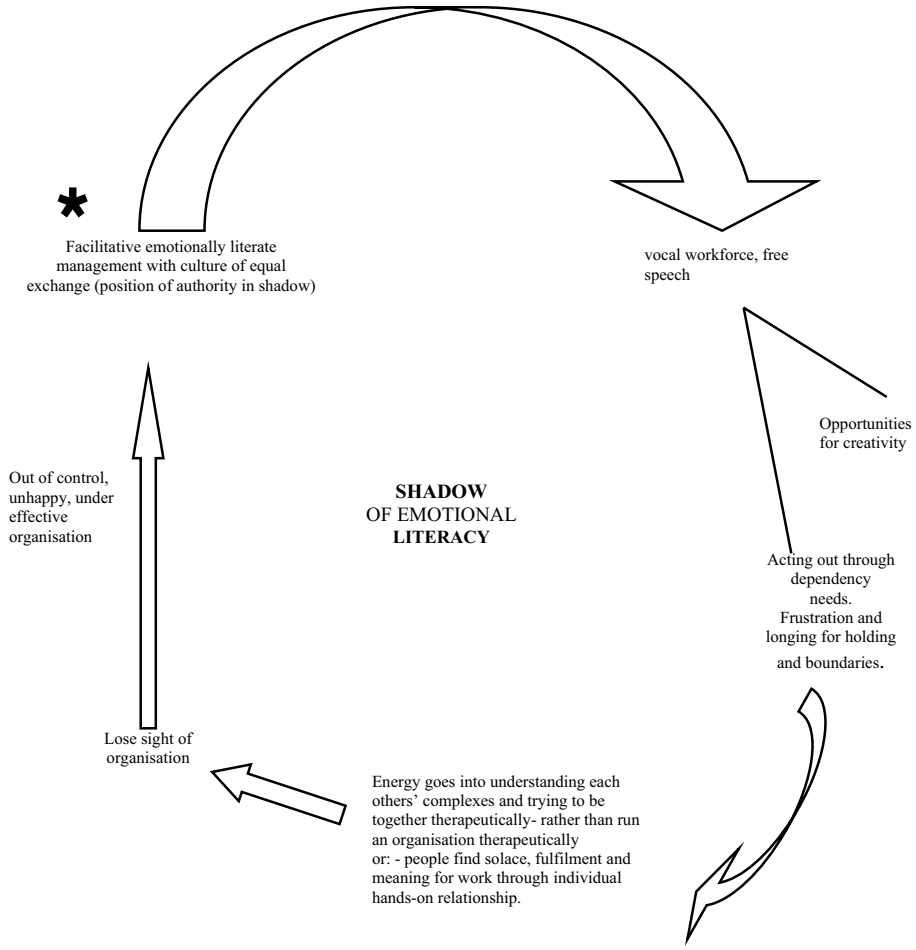 *
Facilitative emotionally literate
management with culture of equal
exchange (position of authority in shadow)
vocal workforce, free
speech
Opportunities
for creativity
Acting out through
dependency
needs.
Frustration and
longing for holding
and boundaries.
Energy goes into understanding each
others’ complexes and trying to be
together therapeutically- rather than run
an organisation therapeutically
or: - people find solace, fulfilment and
meaning for work through individual
hands-on relationship.
Lose sight of
organisation
Out of control,
unhappy, under
effective
organisation
SHADOW
OF EMOTIONAL
LITERACY